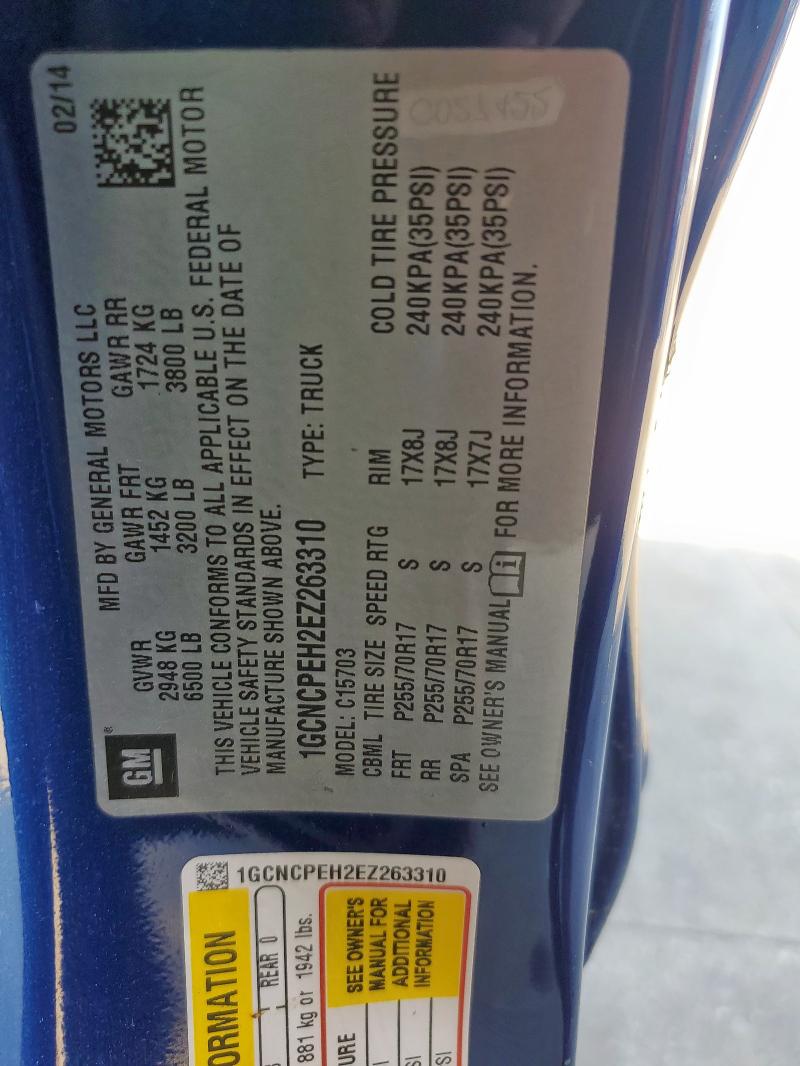 02/14
MFD BY GENERAL MOTORS LLC
GVWR GAWR FRT GAWR RR
2948 KG 1452 KG 1724 KG
6500 LB 3200 LB 3800 LB
THIS VEHICLE CONFORMS TO ALL APPLICABLE U.S. FEDERAL MOTOR
VEHICLE SAFETY STANDARDS IN EFFECT ON THE DATE OF
MANUFACTURE SHOWN ABOVE.
GM®
1GCNCPEH2EZ263310 TYPE: TRUCK
MODEL: C15703
CBML TIRE SIZE SPEED RTG RIM COLD TIRE PRESSURE
FRT P255/70R17 S 17X8J 240KPA(35PSI)
RR P255/70R17 S 17X8J 240KPA(35PSI)
SPA P255/70R17 S 17X7J 240KPA(35PSI)
SEE OWNER'S MANUAL i FOR MORE INFORMATION.
1GCNCPEH2EZ263310
ORMATION
REAR 0
881 kg or 1942 lbs.
URE
SEE OWNER'S
MANUAL FOR
ADDITIONAL
INFORMATION
I
SI
SI